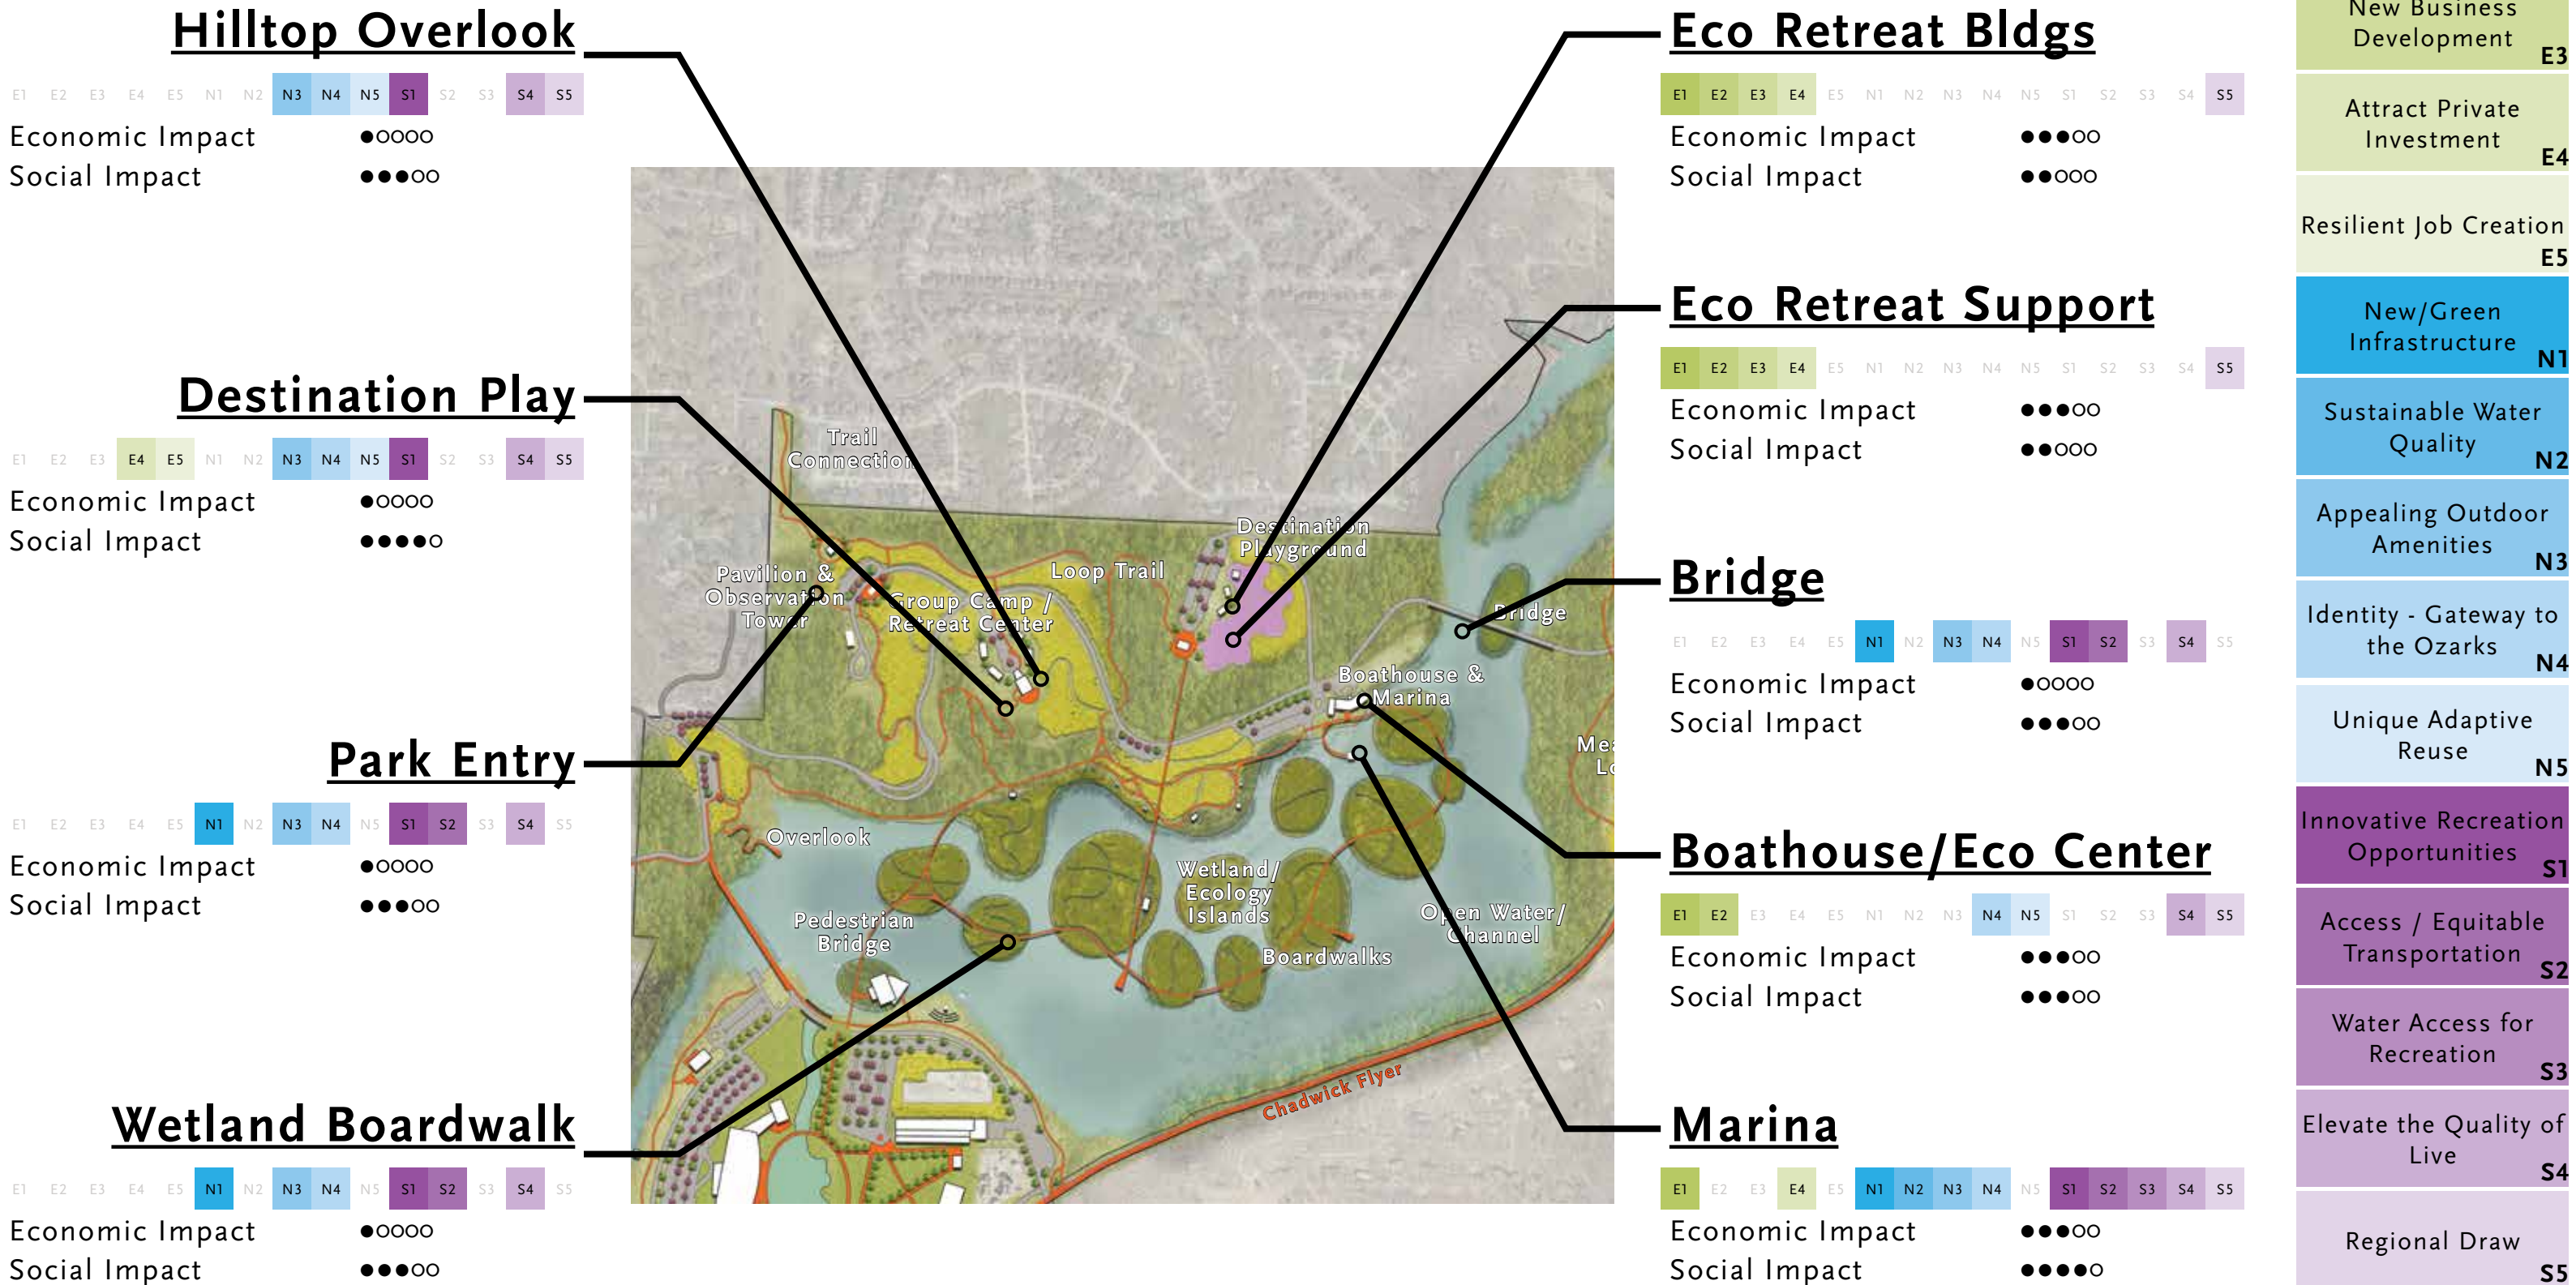 Hilltop Overlook
E1 E2 E3 E4 E5 N1 N2 N3 N4 N5 S1 S2 S3 S4 S5
Economic Impact ●○○○○
Social Impact ●●●○○
Destination Play
E1 E2 E3 E4 E5 N1 N2 N3 N4 N5 S1 S2 S3 S4 S5
Economic Impact ●○○○○
Social Impact ●●●●○
Park Entry
E1 E2 E3 E4 E5 N1 N2 N3 N4 N5 S1 S2 S3 S4 S5
Economic Impact ●○○○○
Social Impact ●●●○○
Wetland Boardwalk
E1 E2 E3 E4 E5 N1 N2 N3 N4 N5 S1 S2 S3 S4 S5
Economic Impact ●○○○○
Social Impact ●●●○○
Trail
Connection
Destination
Playground
Pavilion &
Observation
Tower
Loop Trail
Group Camp /
Retreat Center
Bridge
Boathouse &
Marina
Overlook
Wetland/
Ecology
Islands
Pedestrian
Bridge
Open Water/
Channel
Boardwalks
Chadwick Flyer
Eco Retreat Bldgs
E1 E2 E3 E4 E5 N1 N2 N3 N4 N5 S1 S2 S3 S4 S5
Economic Impact ●●●○○
Social Impact ●●○○○
Eco Retreat Support
E1 E2 E3 E4 E5 N1 N2 N3 N4 N5 S1 S2 S3 S4 S5
Economic Impact ●●●○○
Social Impact ●●○○○
Bridge
E1 E2 E3 E4 E5 N1 N2 N3 N4 N5 S1 S2 S3 S4 S5
Economic Impact ●○○○○
Social Impact ●●●○○
Boathouse/Eco Center
E1 E2 E3 E4 E5 N1 N2 N3 N4 N5 S1 S2 S3 S4 S5
Economic Impact ●●●○○
Social Impact ●●●○○
Marina
E1 E2 E3 E4 E5 N1 N2 N3 N4 N5 S1 S2 S3 S4 S5
Economic Impact ●●●○○
Social Impact ●●●●○
New Business
Development
E3
Attract Private
Investment
E4
Resilient Job Creation
E5
New/Green
Infrastructure
N1
Sustainable Water
Quality
N2
Appealing Outdoor
Amenities
N3
Identity - Gateway to
the Ozarks
N4
Unique Adaptive
Reuse
N5
Innovative Recreation
Opportunities
S1
Access / Equitable
Transportation
S2
Water Access for
Recreation
S3
Elevate the Quality of
Live
S4
Regional Draw
S5